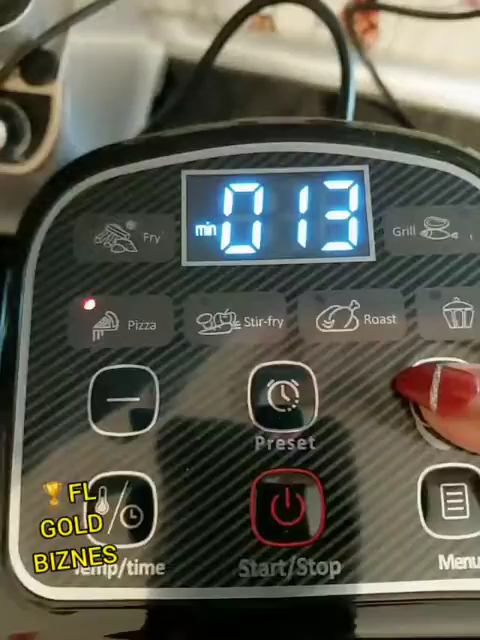 min 013
Fry
Grill
Pizza
Stir-fry
Roast
Preset
FL
GOLD
BIZNES
Temp/time
Start/Stop
Menu